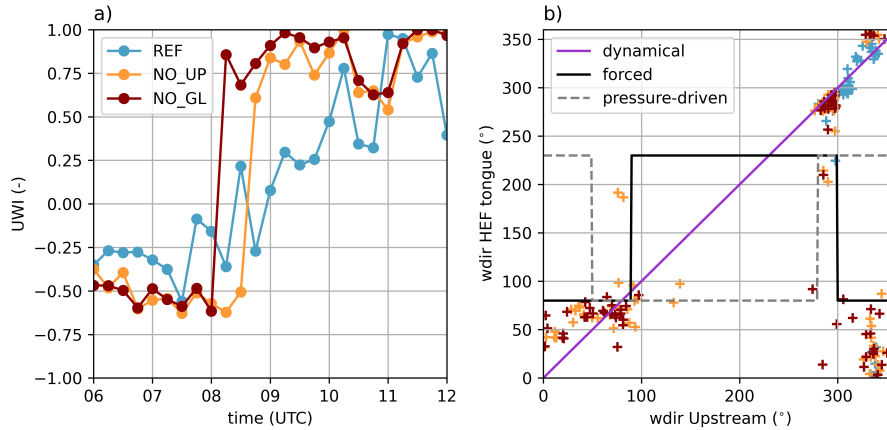 a)
1.00
0.75
0.50
0.25
0.00
−0.25
−0.50
−0.75
−1.00
UWI (-)
REF
NO_UP
NO_GL
06
07
08
09
10
11
12
time (UTC)
b)
350
300
250
200
150
100
50
0
wdir HEF tongue (°)
dynamical
forced
pressure-driven
0
100
200
300
wdir Upstream (°)